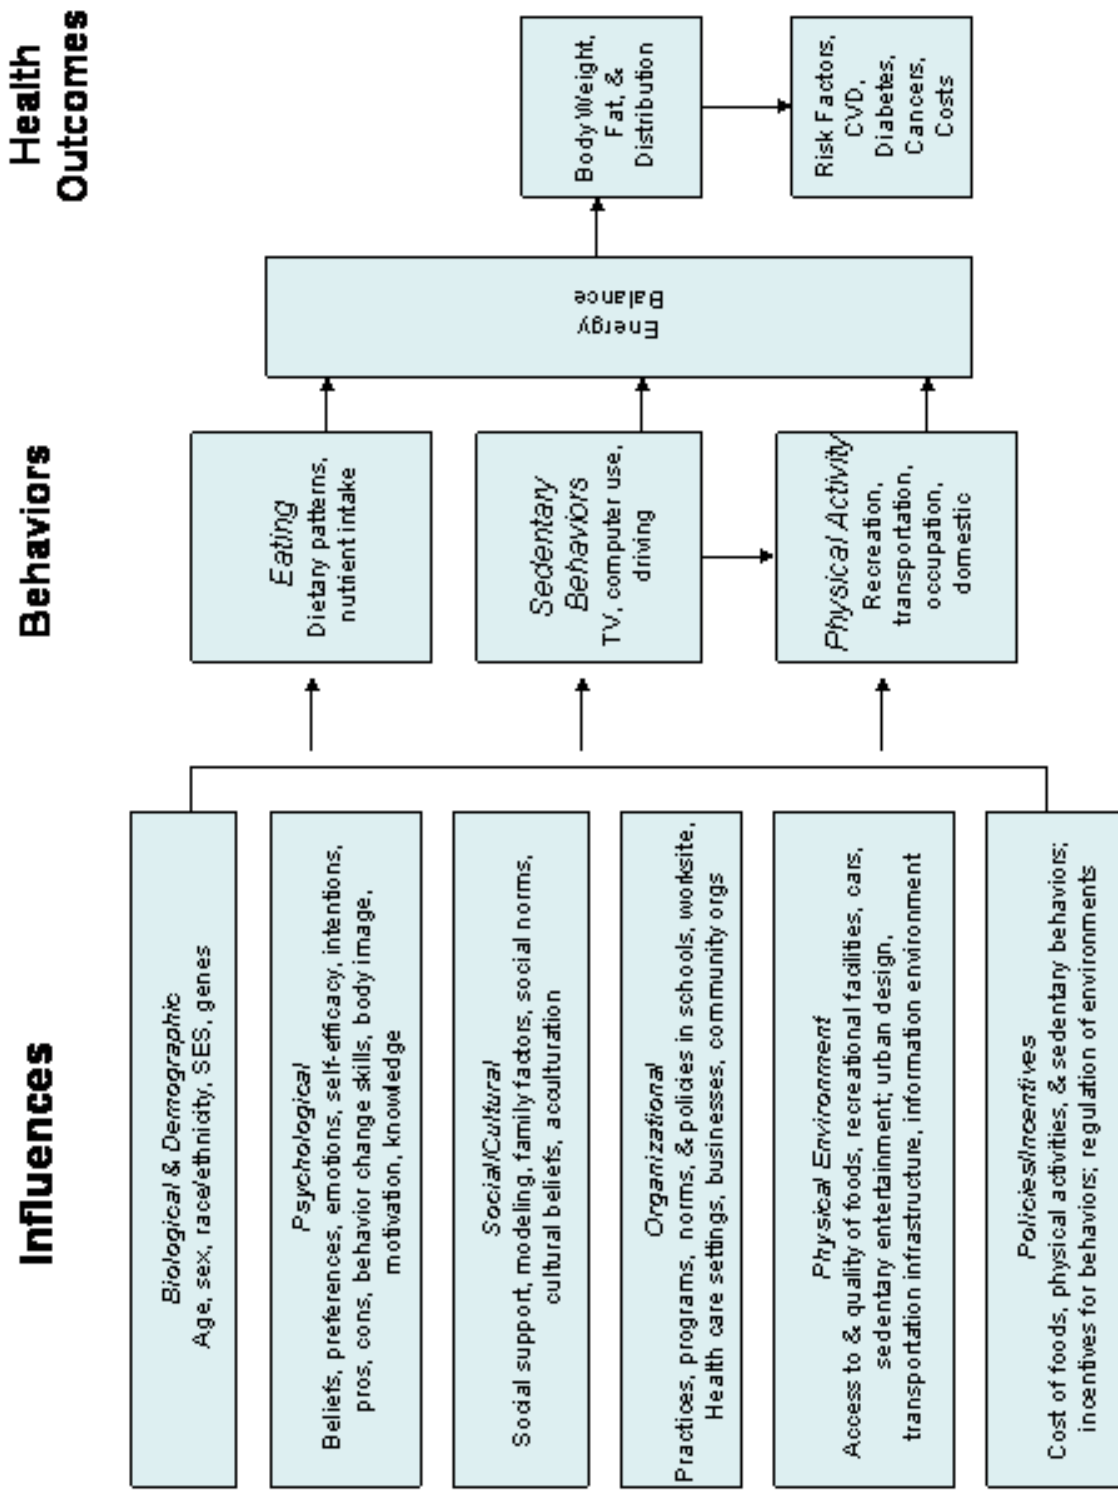 Influences
Behaviors
Health
Outcomes
Biological & Demographic
Age, sex, race/ethnicity, SES, genes
Psychological
Beliefs, preferences, emotions, self-efficacy, intentions,
pros, cons, behavior change skills, body image,
motivation, knowledge
Social/Cultural
Social support, modeling, family factors, social norms,
cultural beliefs, acculturation
Organizational
Practices, programs, norms, & policies in schools, worksite,
Health care settings, businesses, community orgs
Physical Environment
Access to & quality of foods, recreational facilities, cars,
sedentary entertainment; urban design,
transportation infrastructure, information environment
Policies/Incentives
Cost of foods, physical activities, & sedentary behaviors;
incentives for behaviors; regulation of environments
Eating
Dietary patterns,
nutrient intake
Sedentary
Behaviors
TV, computer use,
driving
Physical Activity
Recreation,
transportation,
occupation,
domestic
Energy
Balance
Body Weight,
Fat, &
Distribution
Risk Factors,
CVD,
Diabetes,
Cancers,
Costs